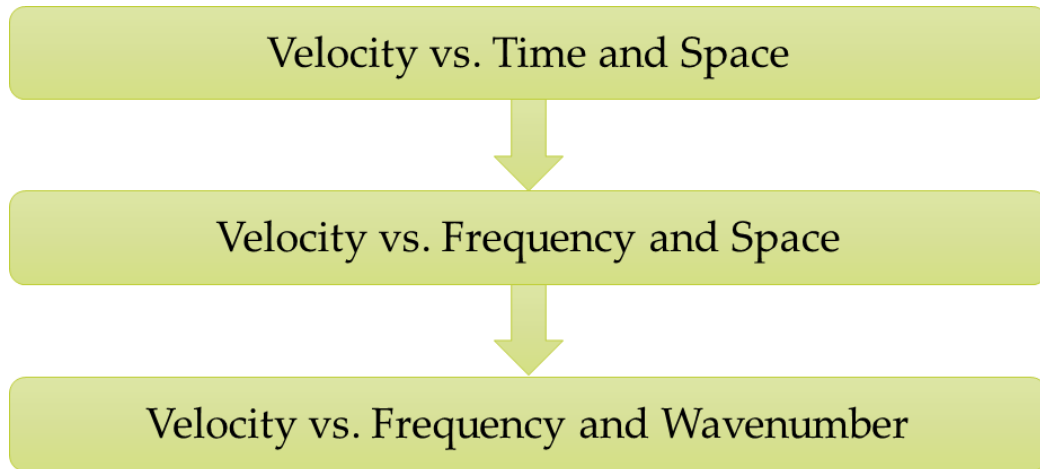 Velocity vs. Time and Space
Velocity vs. Frequency and Space
Velocity vs. Frequency and Wavenumber